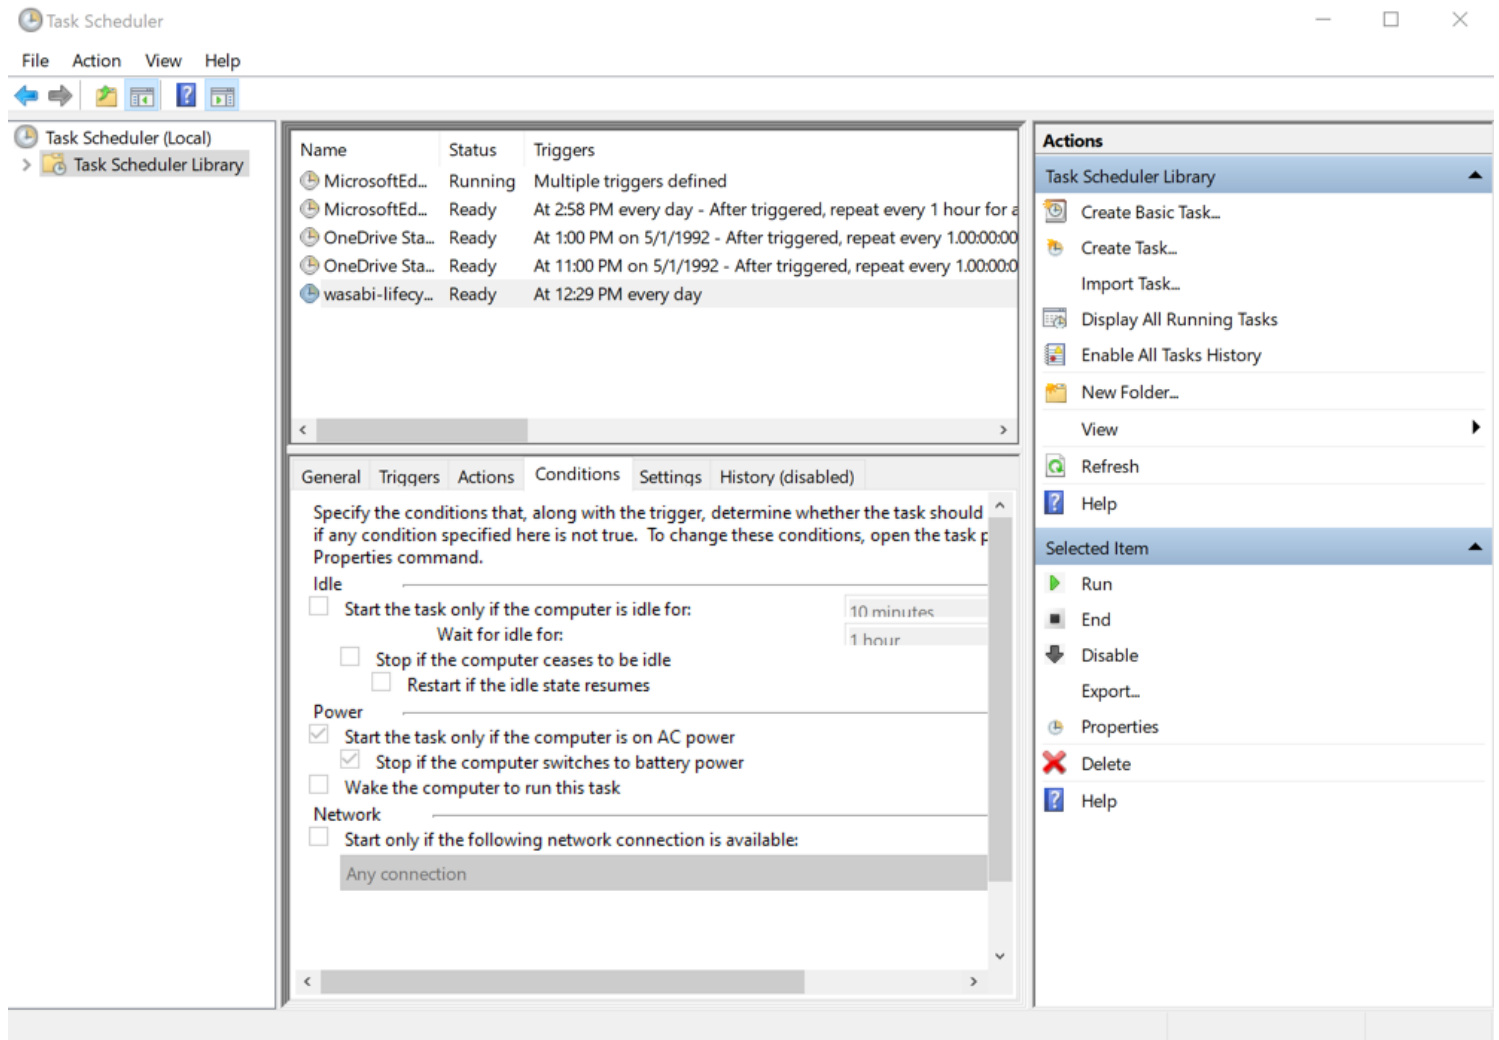 Task Scheduler
File Action View Help
Task Scheduler (Local)
Task Scheduler Library
Name Status Triggers
MicrosoftEd... Running Multiple triggers defined
MicrosoftEd... Ready At 2:58 PM every day - After triggered, repeat every 1 hour for a
OneDrive Sta... Ready At 1:00 PM on 5/1/1992 - After triggered, repeat every 1.00:00:00
OneDrive Sta... Ready At 11:00 PM on 5/1/1992 - After triggered, repeat every 1.00:00:0
wasabi-lifecy... Ready At 12:29 PM every day
General Triggers Actions Conditions Settings History (disabled)
Specify the conditions that, along with the trigger, determine whether the task should
if any condition specified here is not true. To change these conditions, open the task p
Properties command.
Idle
Start the task only if the computer is idle for: 10 minutes
Wait for idle for: 1 hour
Stop if the computer ceases to be idle
Restart if the idle state resumes
Power
Start the task only if the computer is on AC power
Stop if the computer switches to battery power
Wake the computer to run this task
Network
Start only if the following network connection is available:
Any connection
Actions
Task Scheduler Library
Create Basic Task...
Create Task...
Import Task...
Display All Running Tasks
Enable All Tasks History
New Folder...
View
Refresh
Help
Selected Item
Run
End
Disable
Export...
Properties
Delete
Help